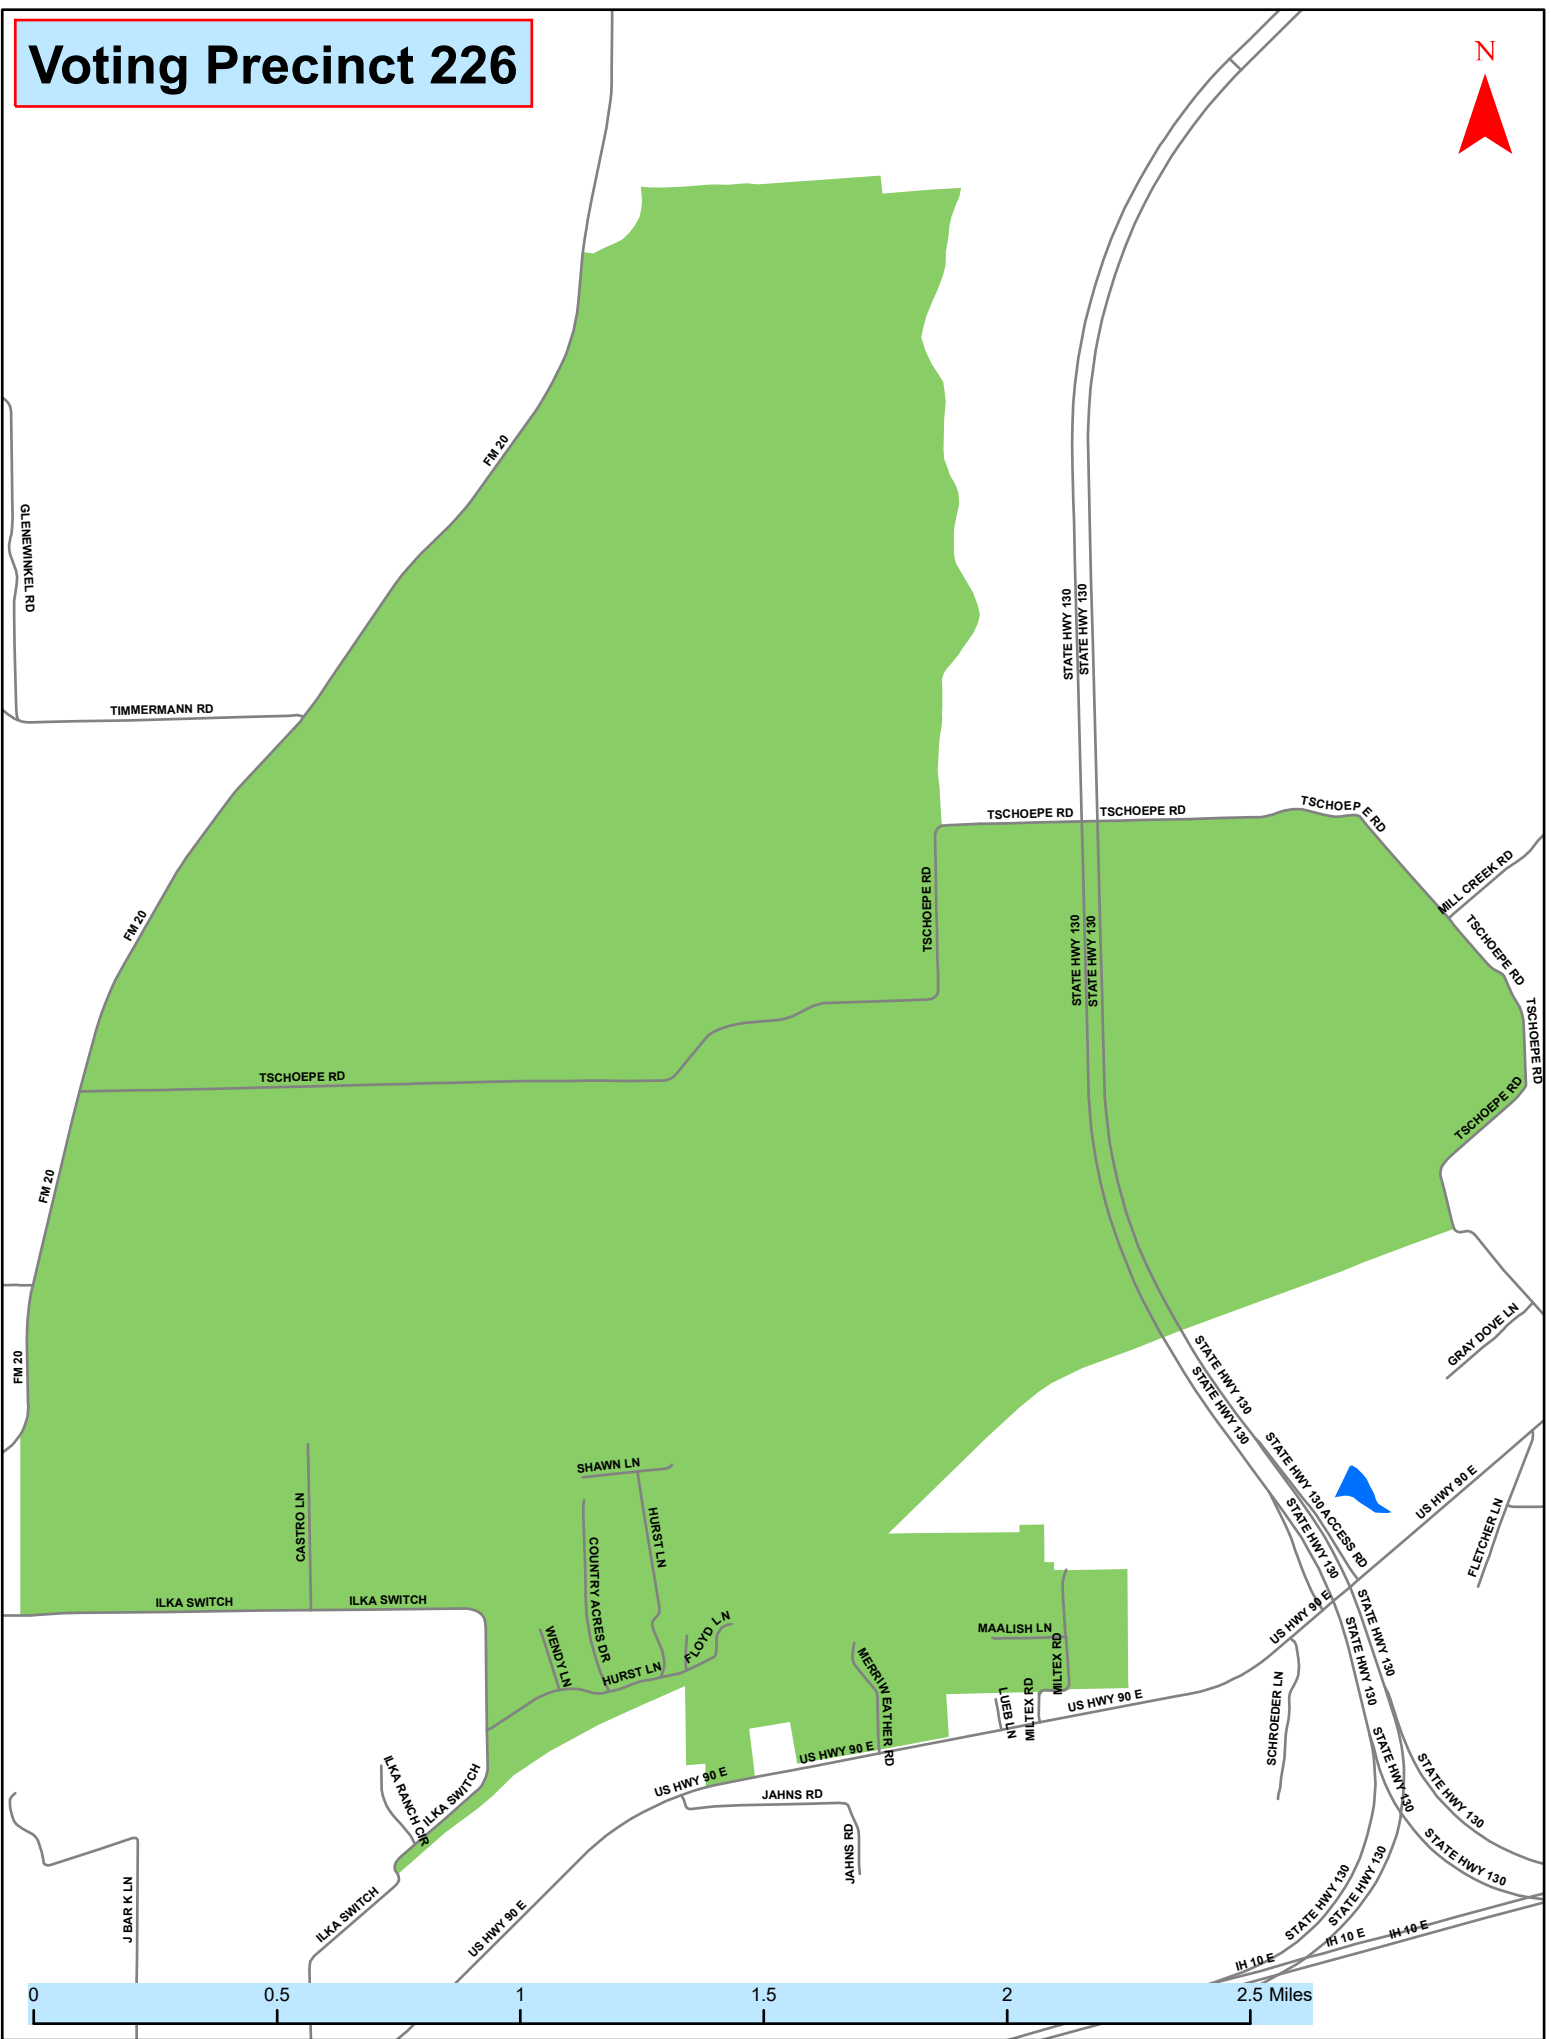 Voting Precinct 226
N
FM 20
GLENEWINKEL RD
STATE HWY 130
STATE HWY 130
TIMMERMANN RD
TSCHOEPE RD
TSCHOEPE RD
TSCHOEP E RD
MILL CREEK RD
TSCHOEPE RD
FM 20
STATE HWY 130
STATE HWY 130
TSCHOEPE RD
TSCHOEPE RD
TSCHOEPE RD
TSCHOEPE RD
FM 20
FM 20
GRAY DOVE LN
STATE HWY 130
STATE HWY 130
SHAWN LN
STATE HWY 130 ACCESS RD
US HWY 90 E
CASTRO LN
COUNTRY ACRES DR
HURST LN
STATE HWY 130
FLETCHER LN
ILKA SWITCH
ILKA SWITCH
WENDY LN
HURST LN
FLOYD LN
MERRIW EATHER RD
MAALISH LN
MILTEX RD
US HWY 90 E
STATE HWY 130
STATE HWY 130
LUEB LN
MILTEX RD
US HWY 90 E
SCHROEDER LN
US HWY 90 E
US HWY 90 E
ILKA RANCH CIR
ILKA SWITCH
JAHNS RD
STATE HWY 130
STATE HWY 130
JAHNS RD
STATE HWY 130
J BAR K LN
ILKA SWITCH
US HWY 90 E
STATE HWY 130
STATE HWY 130
IH 10 E
IH 10 E
IH 10 E
0 0.5 1 1.5 2 2.5 Miles